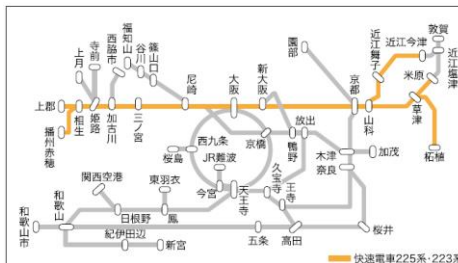 敦賀
近江今津
近江塩津
近江舞子
米原
園部
京都
山科
草津
柘植
福知山
篠山口
谷川
西脇市
寺前
上月
上郡
相生
播州赤穂
姫路
加古川
三ノ宮
尼崎
大阪
新大阪
放出
鴫野
京橋
西九条
桜島
JR難波
今宮
天王寺
久宝寺
王寺
木津
加茂
奈良
関西空港
東羽衣
日根野
鳳
和歌山
和歌山市
紀伊田辺
新宮
五条
高田
桜井
快速電車225系・223系